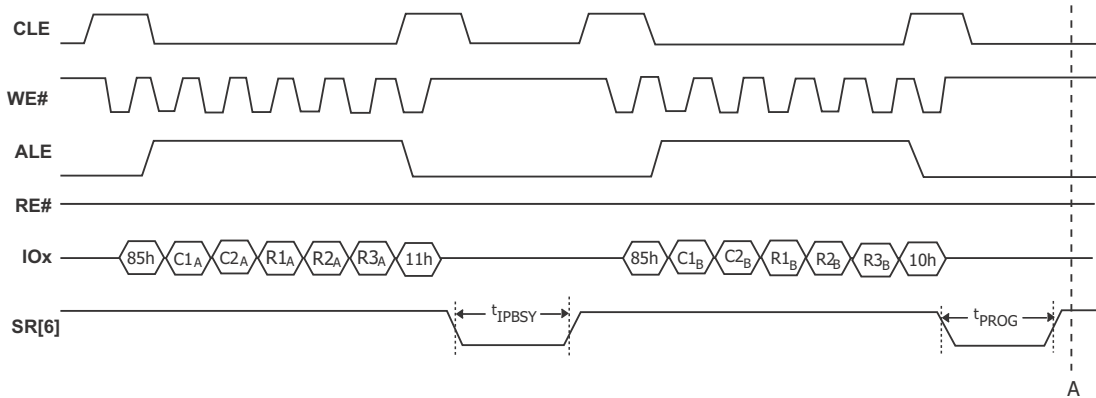 CLE
WE#
ALE
RE#
IOx 85h C1A C2A R1A R2A R3A 11h 85h C1B C2B R1B R2B R3B 10h
SR[6] tIPBSY tPROG
A